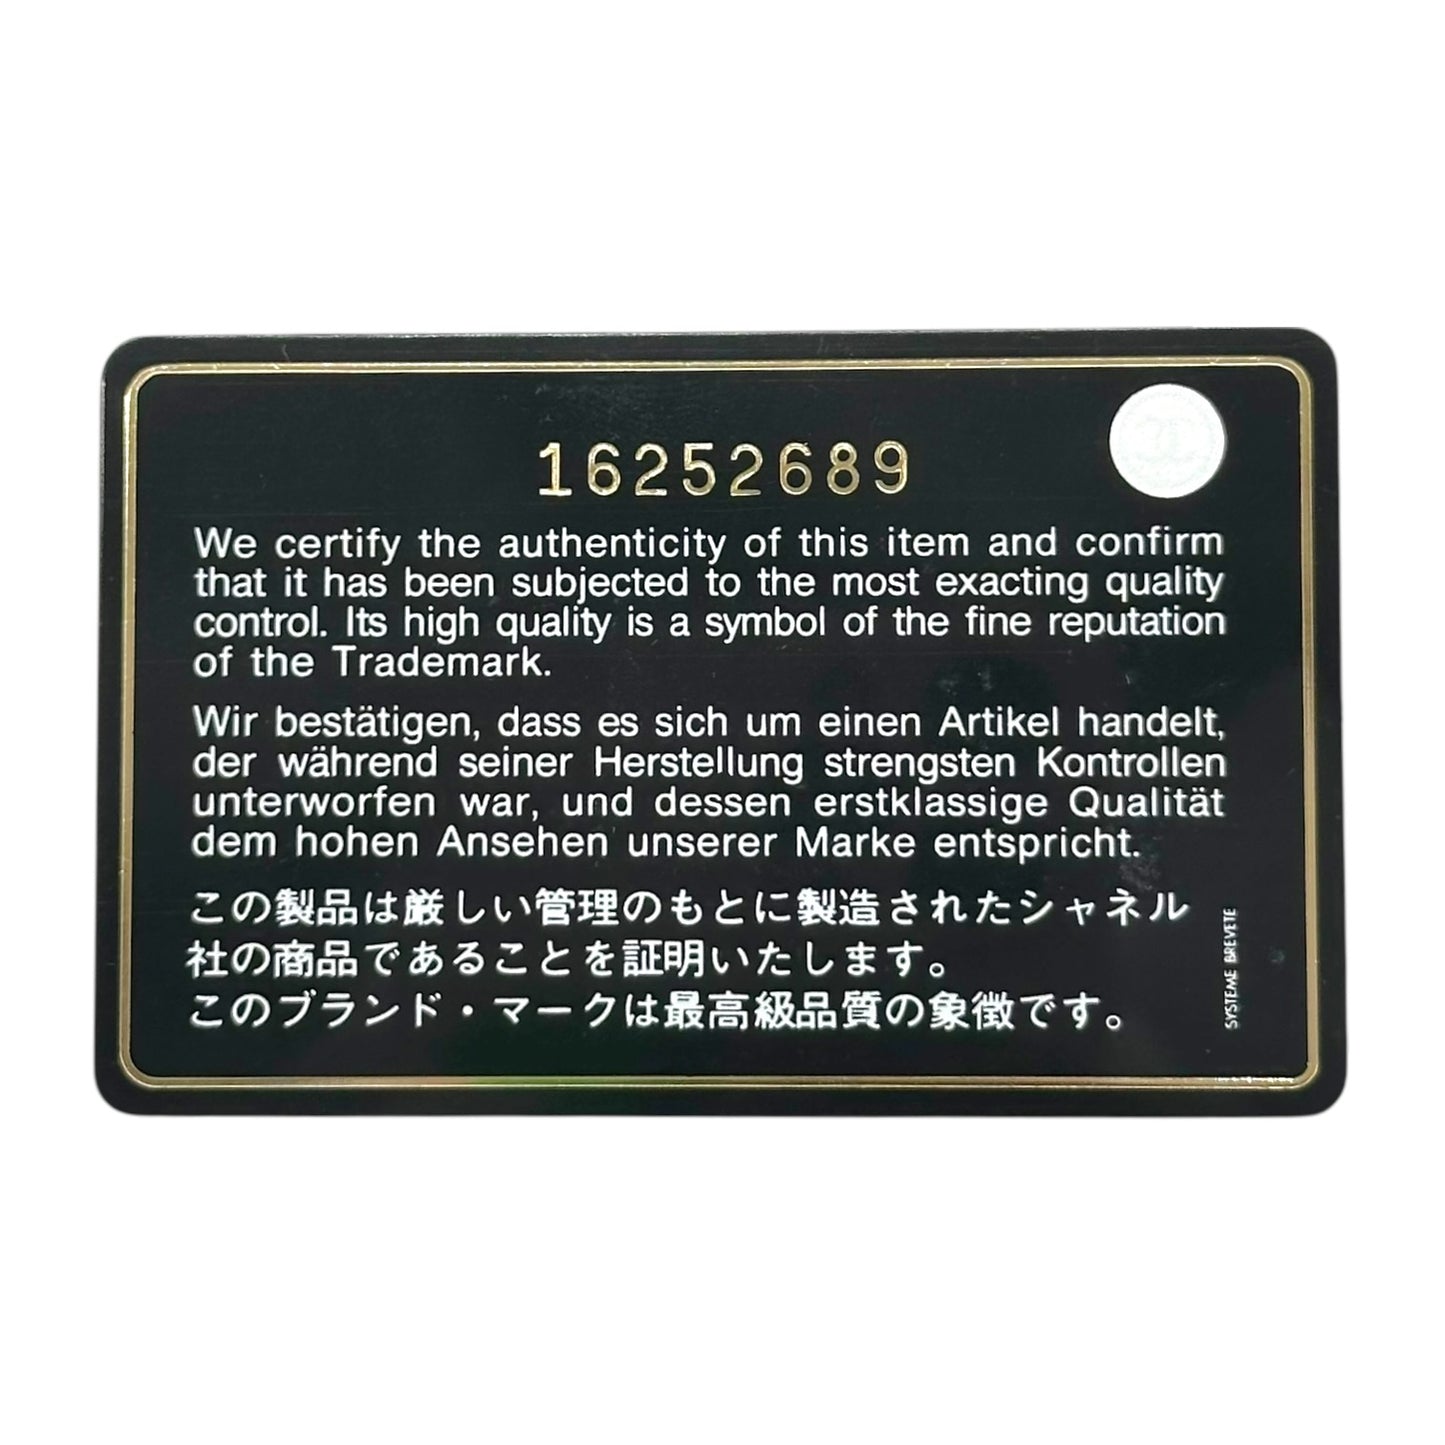 16252689
We certify the authenticity of this item and confirm
that it has been subjected to the most exacting quality
control. Its high quality is a symbol of the fine reputation
of the Trademark.
Wir bestätigen, dass es sich um einen Artikel handelt,
der während seiner Herstellung strengsten Kontrollen
unterworfen war, und dessen erstklassige Qualität
dem hohen Ansehen unserer Marke entspricht.
この製品は厳しい管理のもとに製造されたシャネル
社の商品であることを証明いたします。
このブランド・マークは最高級品質の象徴です。
SYSTEME BREVETE